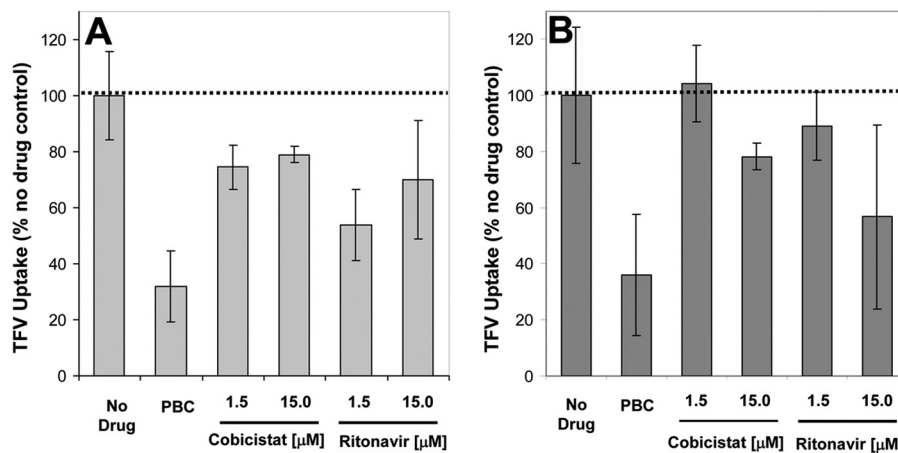 A
TFV Uptake (% no drug control)
120
100
80
60
40
20
0
No
Drug
PBC
1.5
15.0
1.5
15.0
Cobicistat [μM]
Ritonavir [μM]
B
TFV Uptake (% no drug control)
120
100
80
60
40
20
0
No
Drug
PBC
1.5
15.0
1.5
15.0
Cobicistat [μM]
Ritonavir [μM]